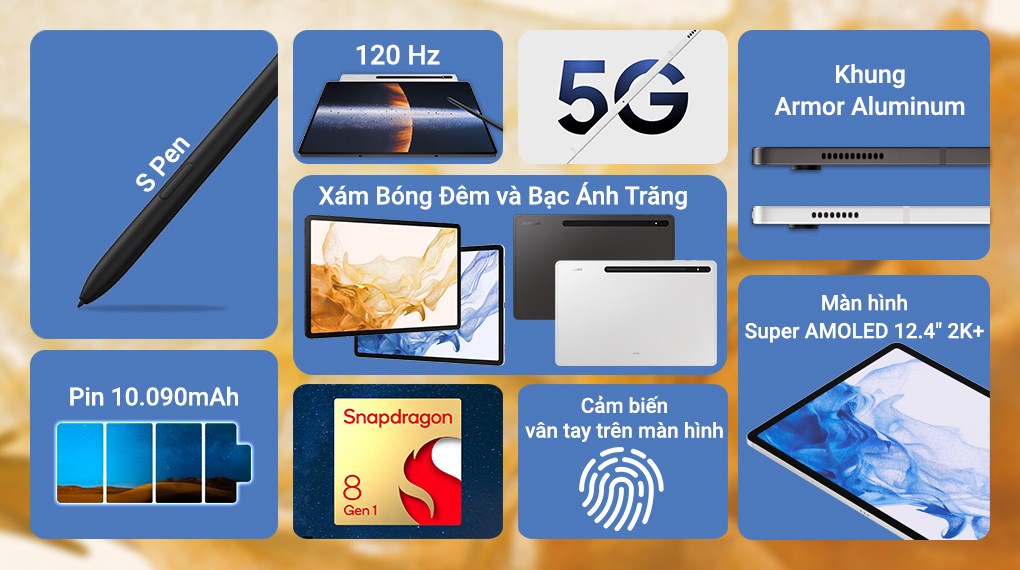 S Pen
120 Hz
5G
Khung
Armor Aluminum
Xám Bóng Đêm và Bạc Ánh Trăng
Màn hình
Super AMOLED 12.4" 2K+
Pin 10.090mAh
Snapdragon
8
Gen 1
Cảm biến
vân tay trên màn hình